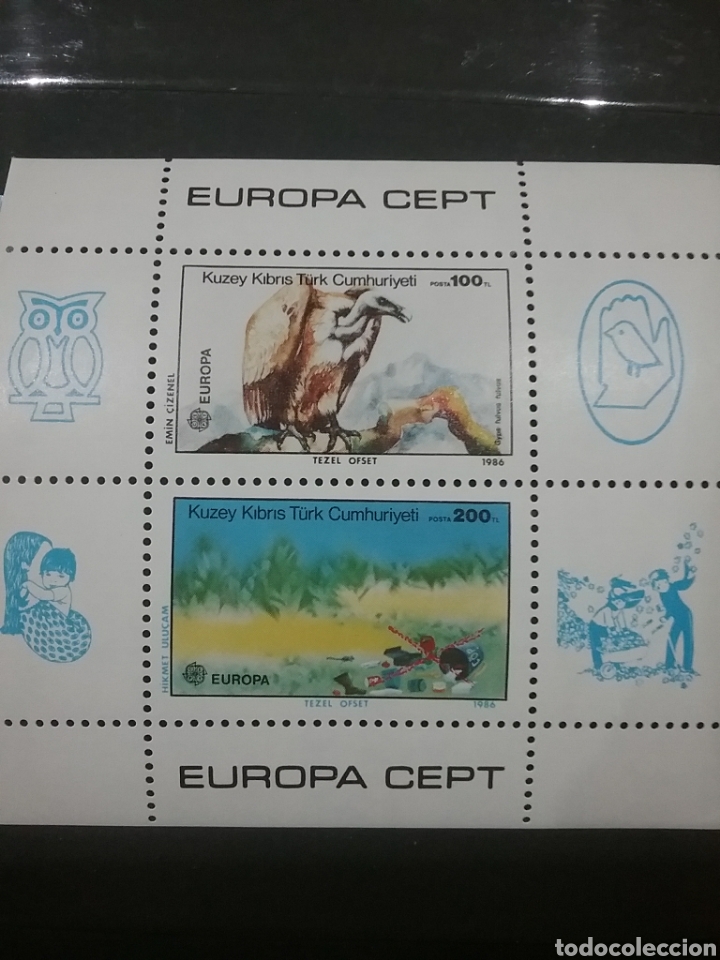 EUROPA CEPT
Kuzey Kıbrıs Türk Cumhuriyeti POSTA 100 TL
EMİN ÇİZENEL
EUROPA
Gyps fulvus fulvus
TEZEL OFSET 1986
Kuzey Kıbrıs Türk Cumhuriyeti POSTA 200 TL
HİKMET ULUÇAM
EUROPA
TEZEL OFSET 1986
EUROPA CEPT
todocoleccion